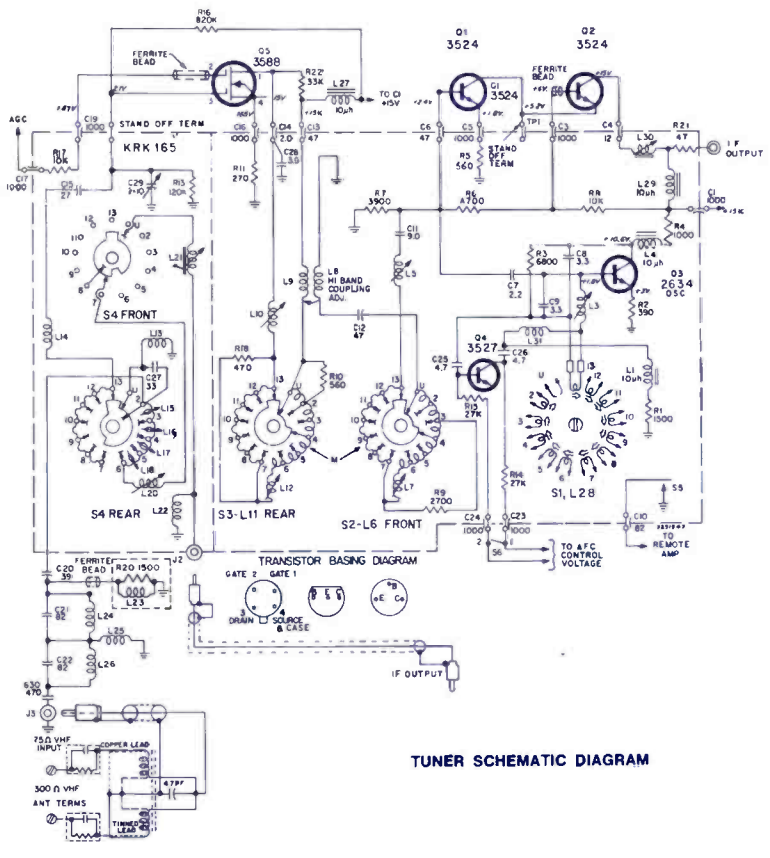 R16
820K
Q1
3524
Q2
3524
FERRITE
BEAD
Q5
3588
R22
33K
L27
10µh
TO C1
+15V
FERRITE
BEAD
Q1
3524
+15V
AGC
C19
1000
STAND OFF TERM
KRK 165
C16
1000
C14
2.0
C13
47
C6
47
C5
1000
TP1
C3
1000
C4
12
L30
R21
47
IF
OUTPUT
R17
10K
C17
1000
C15
27
C29
2-10
R13
120K
R11
270
C28
3.9
R5
560
STAND
OFF
TERM
L29
10µh
C1
1000
+15V
R7
3900
R6
4700
R8
10K
R4
1000
L21
C11
9.0
L5
R3
6800
C8
3.3
L4
10µh
Q3
2634
OSC
S4 FRONT
L9
L8
HI BAND
COUPLING
ADJ.
C7
2.2
C9
3.3
L3
R2
390
L14
L13
L10
C12
47
L31
C27
33
R18
470
R10
560
C25
4.7
Q4
3527
C26
4.7
L1
10µh
R1
1500
L15
L16
L17
L18
L20
M
R15
27K
L12
L7
R9
2700
R14
27K
S1, L28
L22
S4 REAR
S3-L11 REAR
S2-L6 FRONT
C24
1000
C23
1000
C10
82
S5
J2
TRANSISTOR BASING DIAGRAM
2
S6
TO AFC
CONTROL
VOLTAGE
TO
REMOTE
AMP
C20
39
FERRITE
BEAD
R20 1500
L23
GATE 2 GATE 1
B E C
B
E C
3
DRAIN
4
SOURCE
& CASE
C21
82
L24
L25
C22
82
L26
IF OUTPUT
630
470
J3
75Ω VHF
INPUT
COPPER LEAD
TUNER SCHEMATIC DIAGRAM
47PF
300 Ω VHF
ANT TERMS
TINNED
LEAD